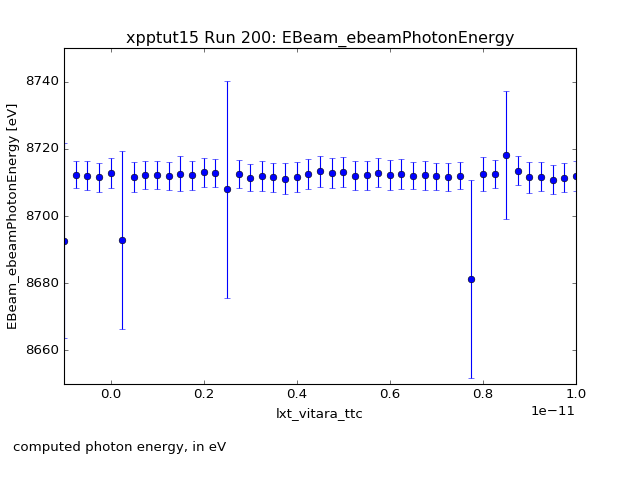 xpptut15 Run 200: EBeam_ebeamPhotonEnergy
EBeam_ebeamPhotonEnergy [eV]
8740
8720
8700
8680
8660
0.0 0.2 0.4 0.6 0.8 1.0
1e−11
lxt_vitara_ttc
computed photon energy, in eV